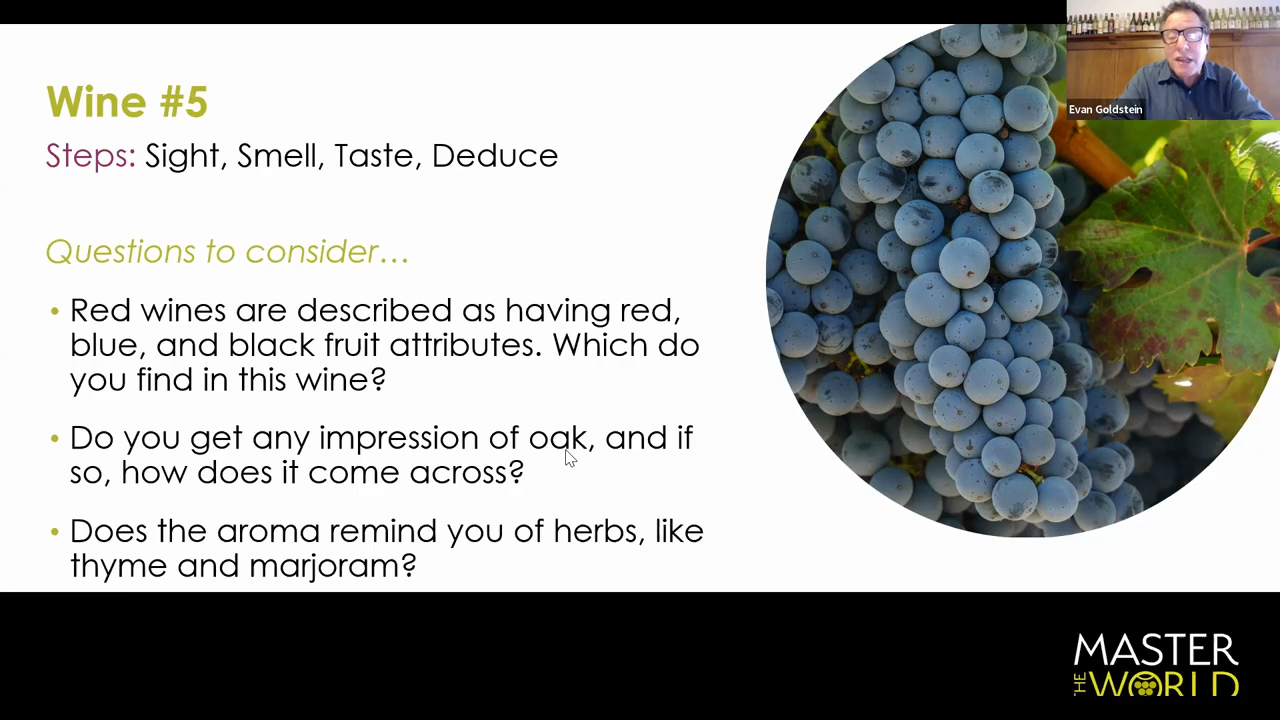 Wine #5
Steps: Sight, Smell, Taste, Deduce
Questions to consider...
• Red wines are described as having red,
blue, and black fruit attributes. Which do
you find in this wine?
• Do you get any impression of oak, and if
so, how does it come across?
• Does the aroma remind you of herbs, like
thyme and marjoram?
Evan Goldstein
MASTER
THE WORLD